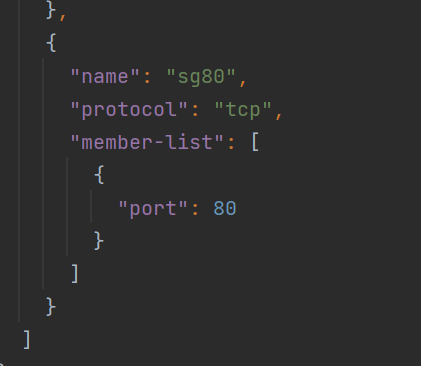 },
{
"name": "sg80",
"protocol": "tcp",
"member-list": [
{
"port": 80
}
]
}
]